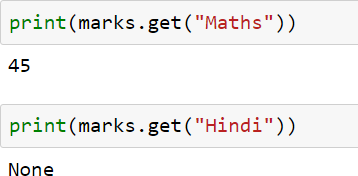 print(marks.get("Maths"))
45
print(marks.get("Hindi"))
None